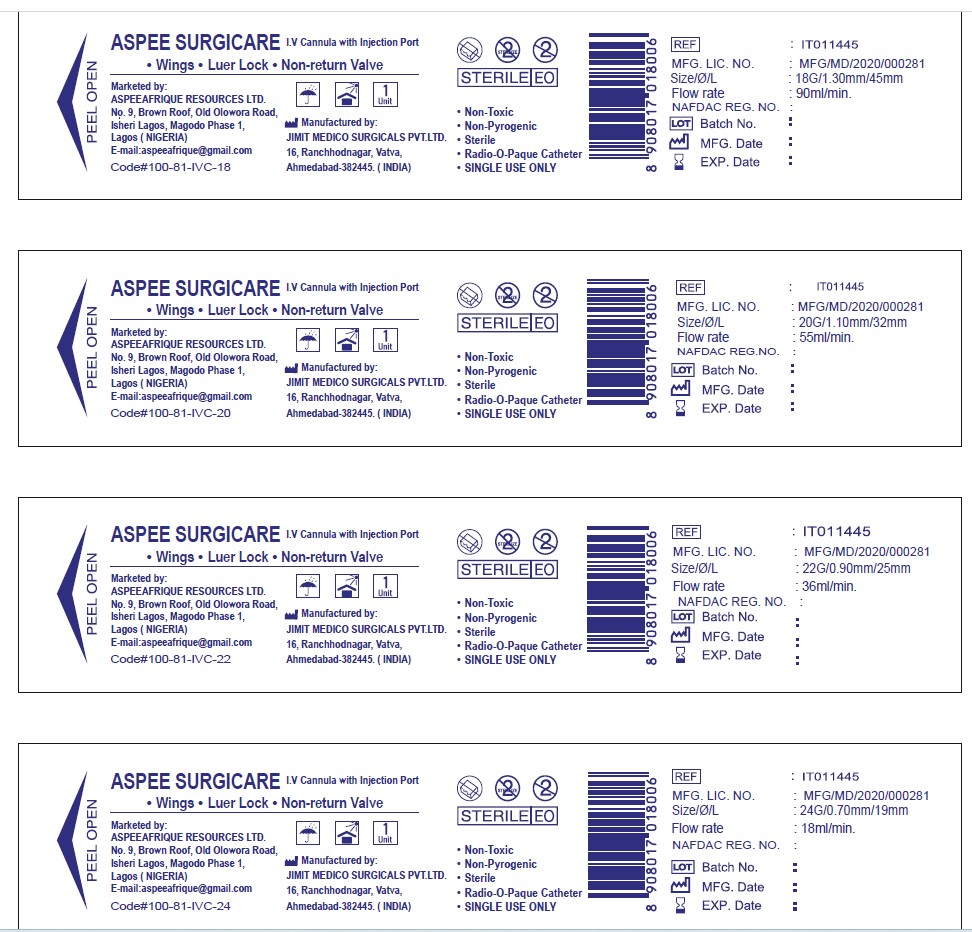 PEEL OPEN
ASPEE SURGICARE I.V Cannula with Injection Port
• Wings • Luer Lock • Non-return Valve
Marketed by:
ASPEEAFRIQUE RESOURCES LTD.
No. 9, Brown Roof, Old Olowora Road,
Isheri Lagos, Magodo Phase 1,
Lagos ( NIGERIA)
E-mail:aspeeafrique@gmail.com
Code#100-81-IVC-18
1
Unit
Manufactured by:
JIMIT MEDICO SURGICALS PVT.LTD.
16, Ranchhodnagar, Vatva,
Ahmedabad-382445. ( INDIA)
2 2
STERILE EO
• Non-Toxic
• Non-Pyrogenic
• Sterile
• Radio-O-Paque Catheter
• SINGLE USE ONLY
8 908017 018006
REF : IT011445
MFG. LIC. NO. : MFG/MD/2020/000281
Size/Ø/L : 18G/1.30mm/45mm
Flow rate : 90ml/min.
NAFDAC REG. NO. :
LOT Batch No. :
MFG. Date :
EXP. Date :
PEEL OPEN
ASPEE SURGICARE I.V Cannula with Injection Port
• Wings • Luer Lock • Non-return Valve
Marketed by:
ASPEEAFRIQUE RESOURCES LTD.
No. 9, Brown Roof, Old Olowora Road,
Isheri Lagos, Magodo Phase 1,
Lagos ( NIGERIA)
E-mail:aspeeafrique@gmail.com
Code#100-81-IVC-20
1
Unit
Manufactured by:
JIMIT MEDICO SURGICALS PVT.LTD.
16, Ranchhodnagar, Vatva,
Ahmedabad-382445. ( INDIA)
2 2
STERILE EO
• Non-Toxic
• Non-Pyrogenic
• Sterile
• Radio-O-Paque Catheter
• SINGLE USE ONLY
8 908017 018006
REF : IT011445
MFG. LIC. NO. : MFG/MD/2020/000281
Size/Ø/L : 20G/1.10mm/32mm
Flow rate : 55ml/min.
NAFDAC REG.NO. :
LOT Batch No. :
MFG. Date :
EXP. Date :
PEEL OPEN
ASPEE SURGICARE I.V Cannula with Injection Port
• Wings • Luer Lock • Non-return Valve
Marketed by:
ASPEEAFRIQUE RESOURCES LTD.
No. 9, Brown Roof, Old Olowora Road,
Isheri Lagos, Magodo Phase 1,
Lagos ( NIGERIA)
E-mail:aspeeafrique@gmail.com
Code#100-81-IVC-22
1
Unit
Manufactured by:
JIMIT MEDICO SURGICALS PVT.LTD.
16, Ranchhodnagar, Vatva,
Ahmedabad-382445. ( INDIA)
2 2
STERILE EO
• Non-Toxic
• Non-Pyrogenic
• Sterile
• Radio-O-Paque Catheter
• SINGLE USE ONLY
8 908017 018006
REF : IT011445
MFG. LIC. NO. : MFG/MD/2020/000281
Size/Ø/L : 22G/0.90mm/25mm
Flow rate : 36ml/min.
NAFDAC REG. NO. :
LOT Batch No. :
MFG. Date :
EXP. Date :
PEEL OPEN
ASPEE SURGICARE I.V Cannula with Injection Port
• Wings • Luer Lock • Non-return Valve
Marketed by:
ASPEEAFRIQUE RESOURCES LTD.
No. 9, Brown Roof, Old Olowora Road,
Isheri Lagos, Magodo Phase 1,
Lagos ( NIGERIA)
E-mail:aspeeafrique@gmail.com
Code#100-81-IVC-24
1
Unit
Manufactured by:
JIMIT MEDICO SURGICALS PVT.LTD.
16, Ranchhodnagar, Vatva,
Ahmedabad-382445. ( INDIA)
2 2
STERILE EO
• Non-Toxic
• Non-Pyrogenic
• Sterile
• Radio-O-Paque Catheter
• SINGLE USE ONLY
8 908017 018006
REF : IT011445
MFG. LIC. NO. : MFG/MD/2020/000281
Size/Ø/L : 24G/0.70mm/19mm
Flow rate : 18ml/min.
NAFDAC REG. NO. :
LOT Batch No. :
MFG. Date :
EXP. Date :